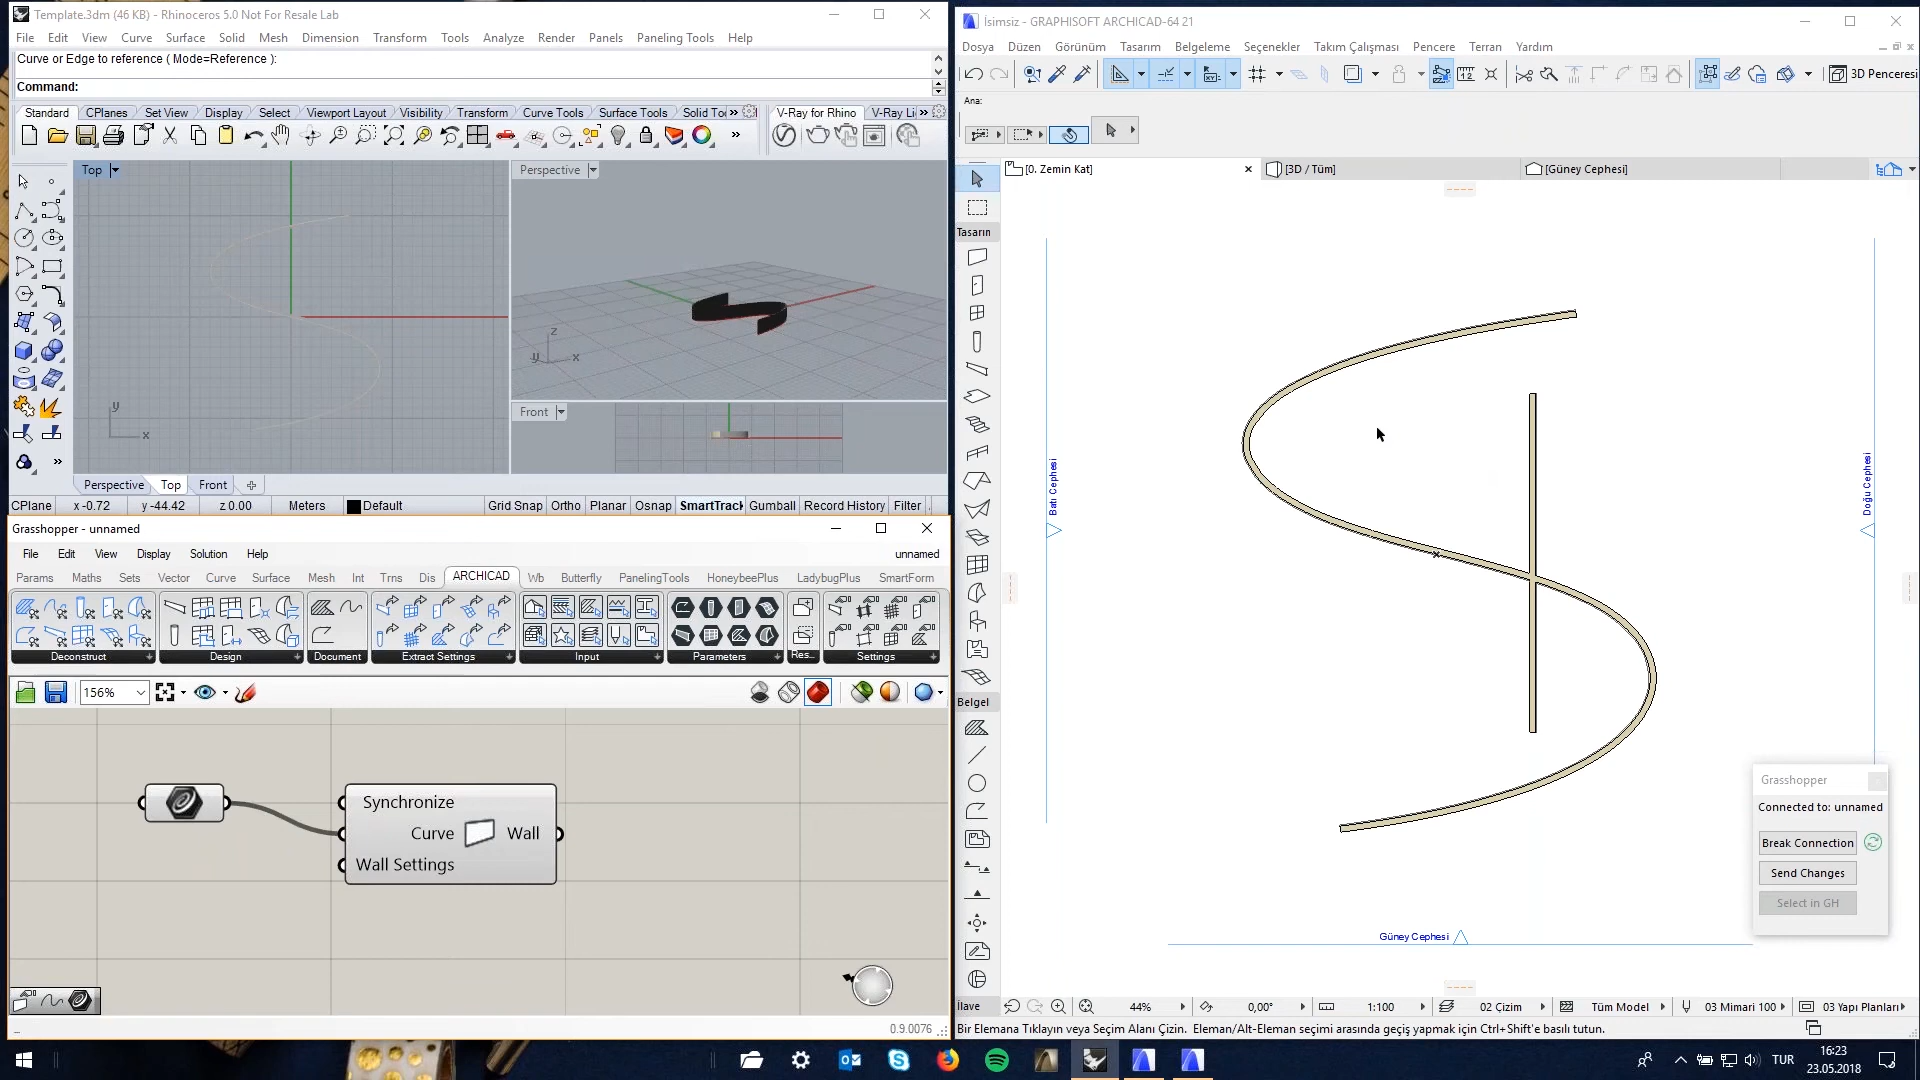 Template.3dm (46 KB) - Rhinoceros 5.0 Not For Resale Lab
File Edit View Curve Surface Solid Mesh Dimension Transform Tools Analyze Render Panels Paneling Tools Help
Curve or Edge to reference ( Mode=Reference ):
Command:
Standard CPlanes Set View Display Select Viewport Layout Visibility Transform Curve Tools Surface Tools Solid Too » V-Ray for Rhino V-Ray Li »
Top
Perspective
y
x
z
y x
Front
Perspective Top Front
CPlane x -0.72 y -44.42 z 0.00 Meters Default Grid Snap Ortho Planar Osnap SmartTrack Gumball Record History Filter
Grasshopper - unnamed
File Edit View Display Solution Help unnamed
Params Maths Sets Vector Curve Surface Mesh Int Trns Dis ARCHICAD Wb Butterfly PanelingTools HoneybeePlus LadybugPlus SmartForm
Deconstruct Design Document Extract Settings Input Parameters Res... Settings
156%
Synchronize
Curve Wall
Wall Settings
0.9.0076
İsimsiz - GRAPHISOFT ARCHICAD-64 21
Dosya Düzen Görünüm Tasarım Belgeleme Seçenekler Takım Çalışması Pencere Terran Yardım
3D Penceresi
Ana:
[0. Zemin Kat] [3D / Tüm] [Güney Cephesi]
Tasarın
Belgel
İlave
Batı Cephesi
Doğu Cephesi
Güney Cephesi
Grasshopper
Connected to: unnamed
Break Connection
Send Changes
Select in GH
44% 0,00° 1:100 02 Çizim Tüm Model 03 Mimari 100 03 Yapı Planları
Bir Elemana Tıklayın veya Seçim Alanı Çizin. Eleman/Alt-Eleman seçimi arasında geçiş yapmak için Ctrl+Shift'e basılı tutun.
TUR
16:23
23.05.2018